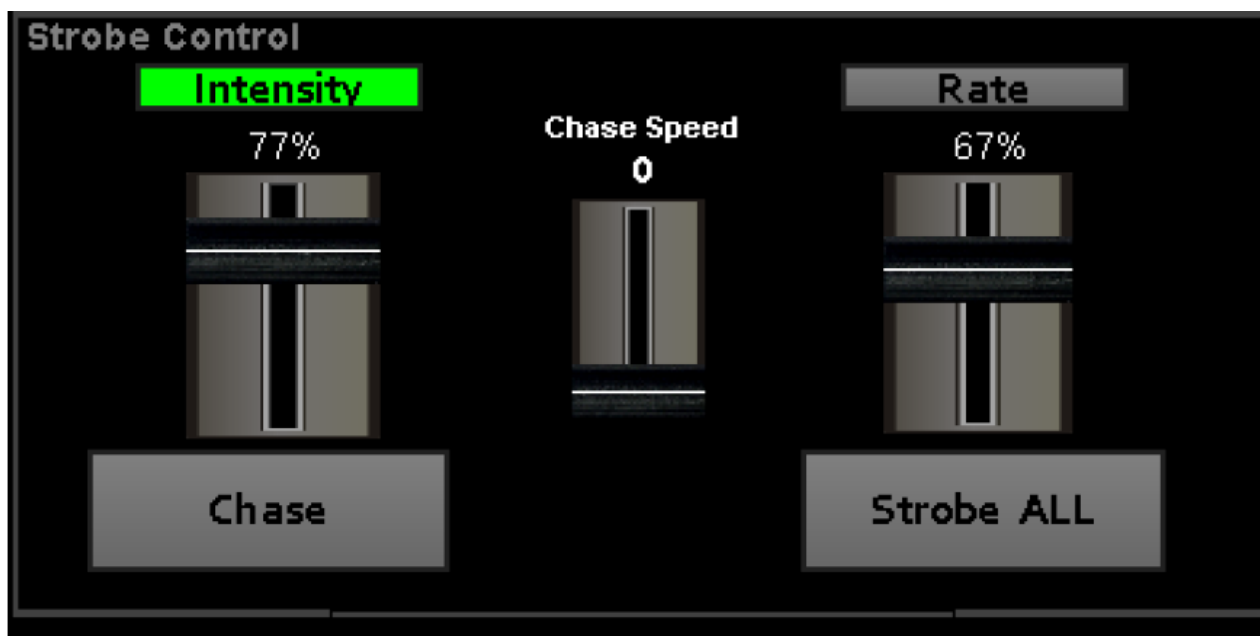 Strobe Control
Intensity
Rate
77%
Chase Speed
67%
0
Chase
Strobe ALL